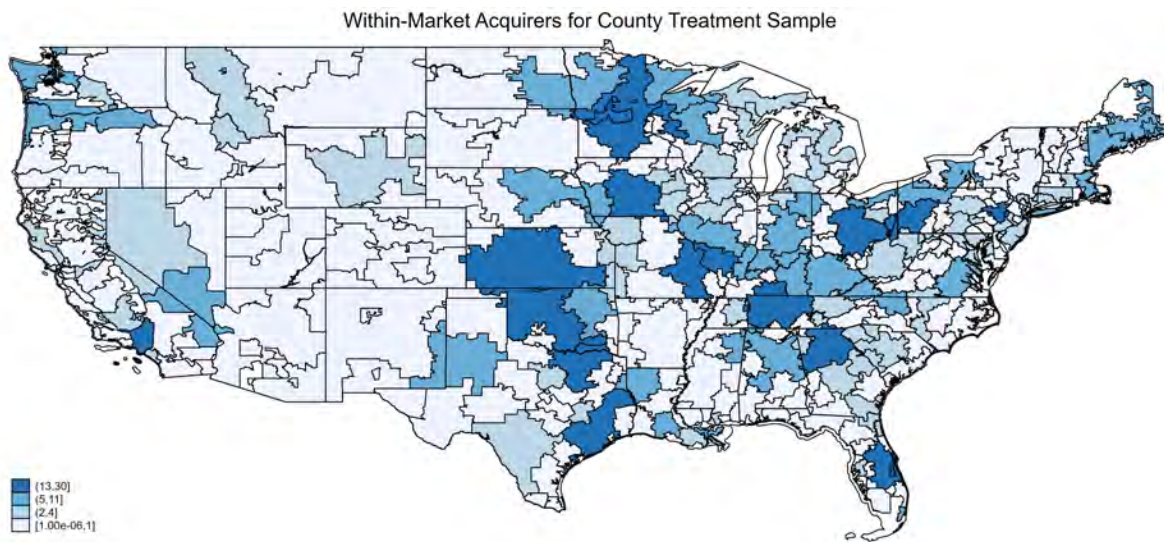 Within-Market Acquirers for County Treatment Sample
(13,30]
(5,11]
(2,4]
[1.00e-06,1]